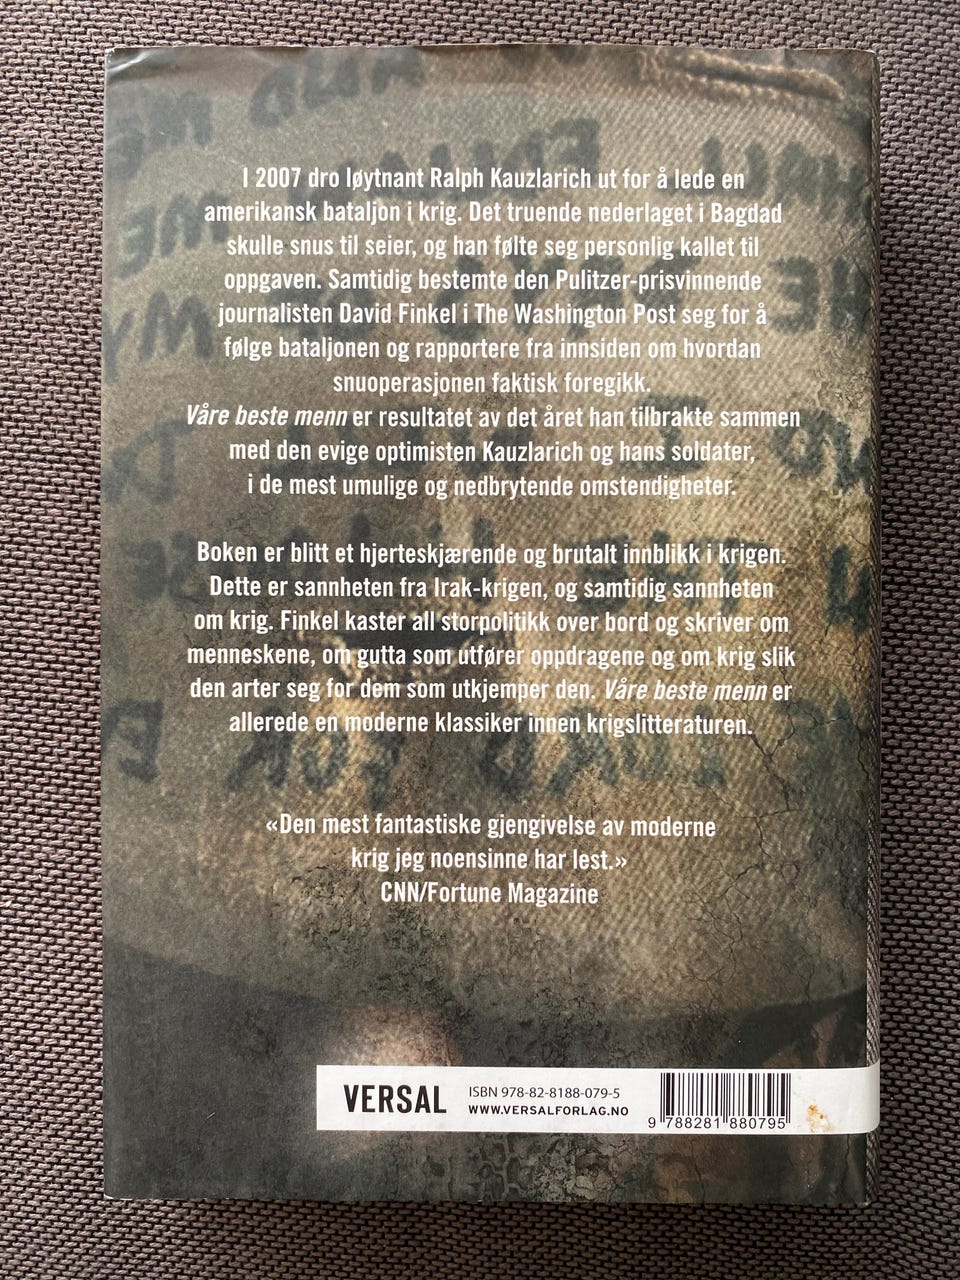 I 2007 dro løytnant Ralph Kauzlarich ut for å lede en
amerikansk bataljon i krig. Det truende nederlaget i Bagdad
skulle snus til seier, og han følte seg personlig kallet til
oppgaven. Samtidig bestemte den Pulitzer-prisvinnende
journalisten David Finkel i The Washington Post seg for å
følge bataljonen og rapportere fra innsiden om hvordan
snuoperasjonen faktisk foregikk.
Våre beste menn er resultatet av det året han tilbrakte sammen
med den evige optimisten Kauzlarich og hans soldater,
i de mest umulige og nedbrytende omstendigheter.
Boken er blitt et hjerteskjærende og brutalt innblikk i krigen.
Dette er sannheten fra Irak-krigen, og samtidig sannheten
om krig. Finkel kaster all storpolitikk over bord og skriver om
menneskene, om gutta som utfører oppdragene og om krig slik
den arter seg for dem som utkjemper den. Våre beste menn er
allerede en moderne klassiker innen krigslitteraturen.
«Den mest fantastiske gjengivelse av moderne
krig jeg noensinne har lest.»
CNN/Fortune Magazine
VERSAL
ISBN 978-82-8188-079-5
WWW.VERSALFORLAG.NO
9 788281 880795